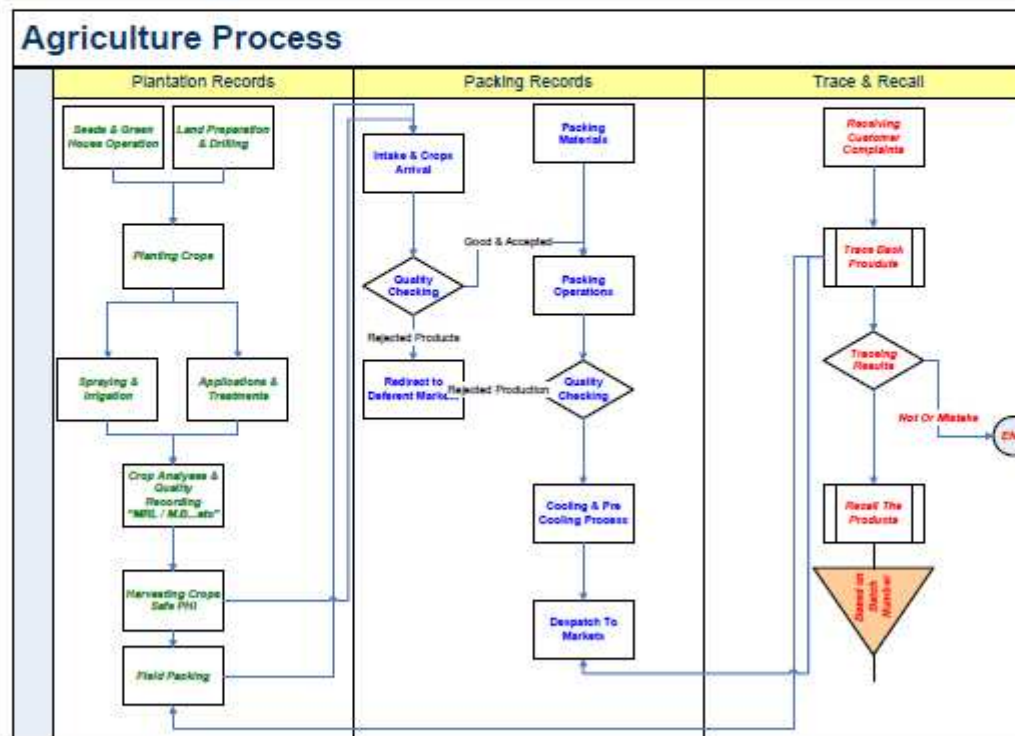 Agriculture Process
Plantation Records
Packing Records
Trace & Recall
Seeds & Green
House Operation
Land Preparation
& Drilling
Planting Crops
Spraying &
Irrigation
Applications &
Treatments
Crop Analyses &
Quality
Recording
"MRL / M.B...etc"
Harvesting Crops
Safe PHI
Field Packing
Intake & Crops
Arrival
Quality
Checking
Good & Accepted
Rejected Products
Redirect to
Deferent Market..
Rejected Production
Packing
Materials
Packing
Operations
Quality
Checking
Cooling & Pre
Cooling Process
Despatch To
Markets
Receiving
Customer
Complaints
Trace Back
Proudute
Traceing
Results
Not Or Mistake
Recall The
Products
Based on
Batch
Number